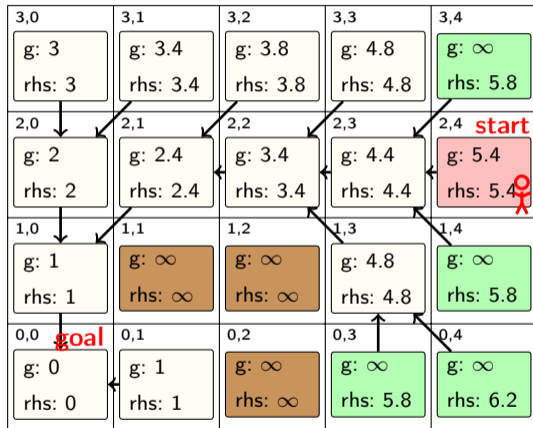 3,0 3,1 3,2 3,3 3,4
g: 3 g: 3.4 g: 3.8 g: 4.8 g: ∞
rhs: 3 rhs: 3.4 rhs: 3.8 rhs: 4.8 rhs: 5.8
2,0 2,1 2,2 2,3 2,4 start
g: 2 g: 2.4 g: 3.4 g: 4.4 g: 5.4
rhs: 2 rhs: 2.4 rhs: 3.4 rhs: 4.4 rhs: 5.4
1,0 1,1 1,2 1,3 1,4
g: 1 g: ∞ g: ∞ g: 4.8 g: ∞
rhs: 1 rhs: ∞ rhs: ∞ rhs: 4.8 rhs: 5.8
0,0 goal 0,1 0,2 0,3 0,4
g: 0 g: 1 g: ∞ g: ∞ g: ∞
rhs: 0 rhs: 1 rhs: ∞ rhs: 5.8 rhs: 6.2